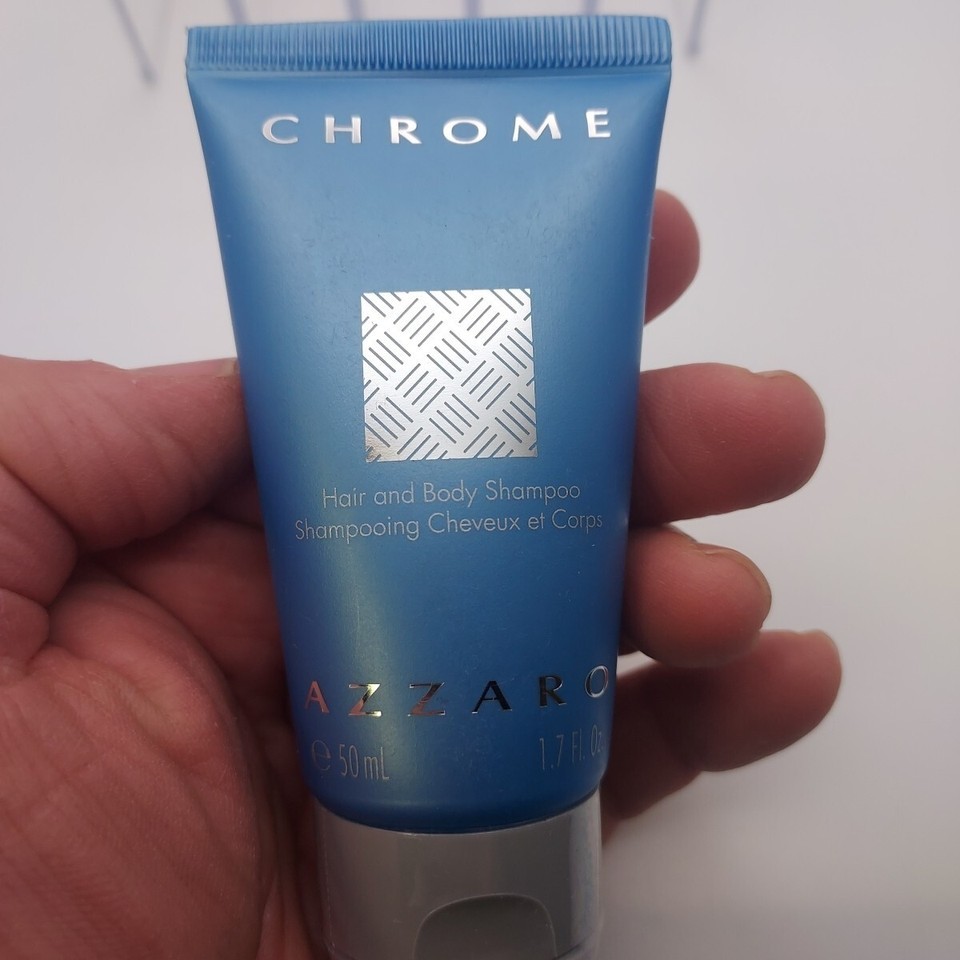 CHROME
Hair and Body Shampoo
Shampooing Cheveux et Corps
AZZARO
℮ 50 mL 1.7 Fl. Oz.